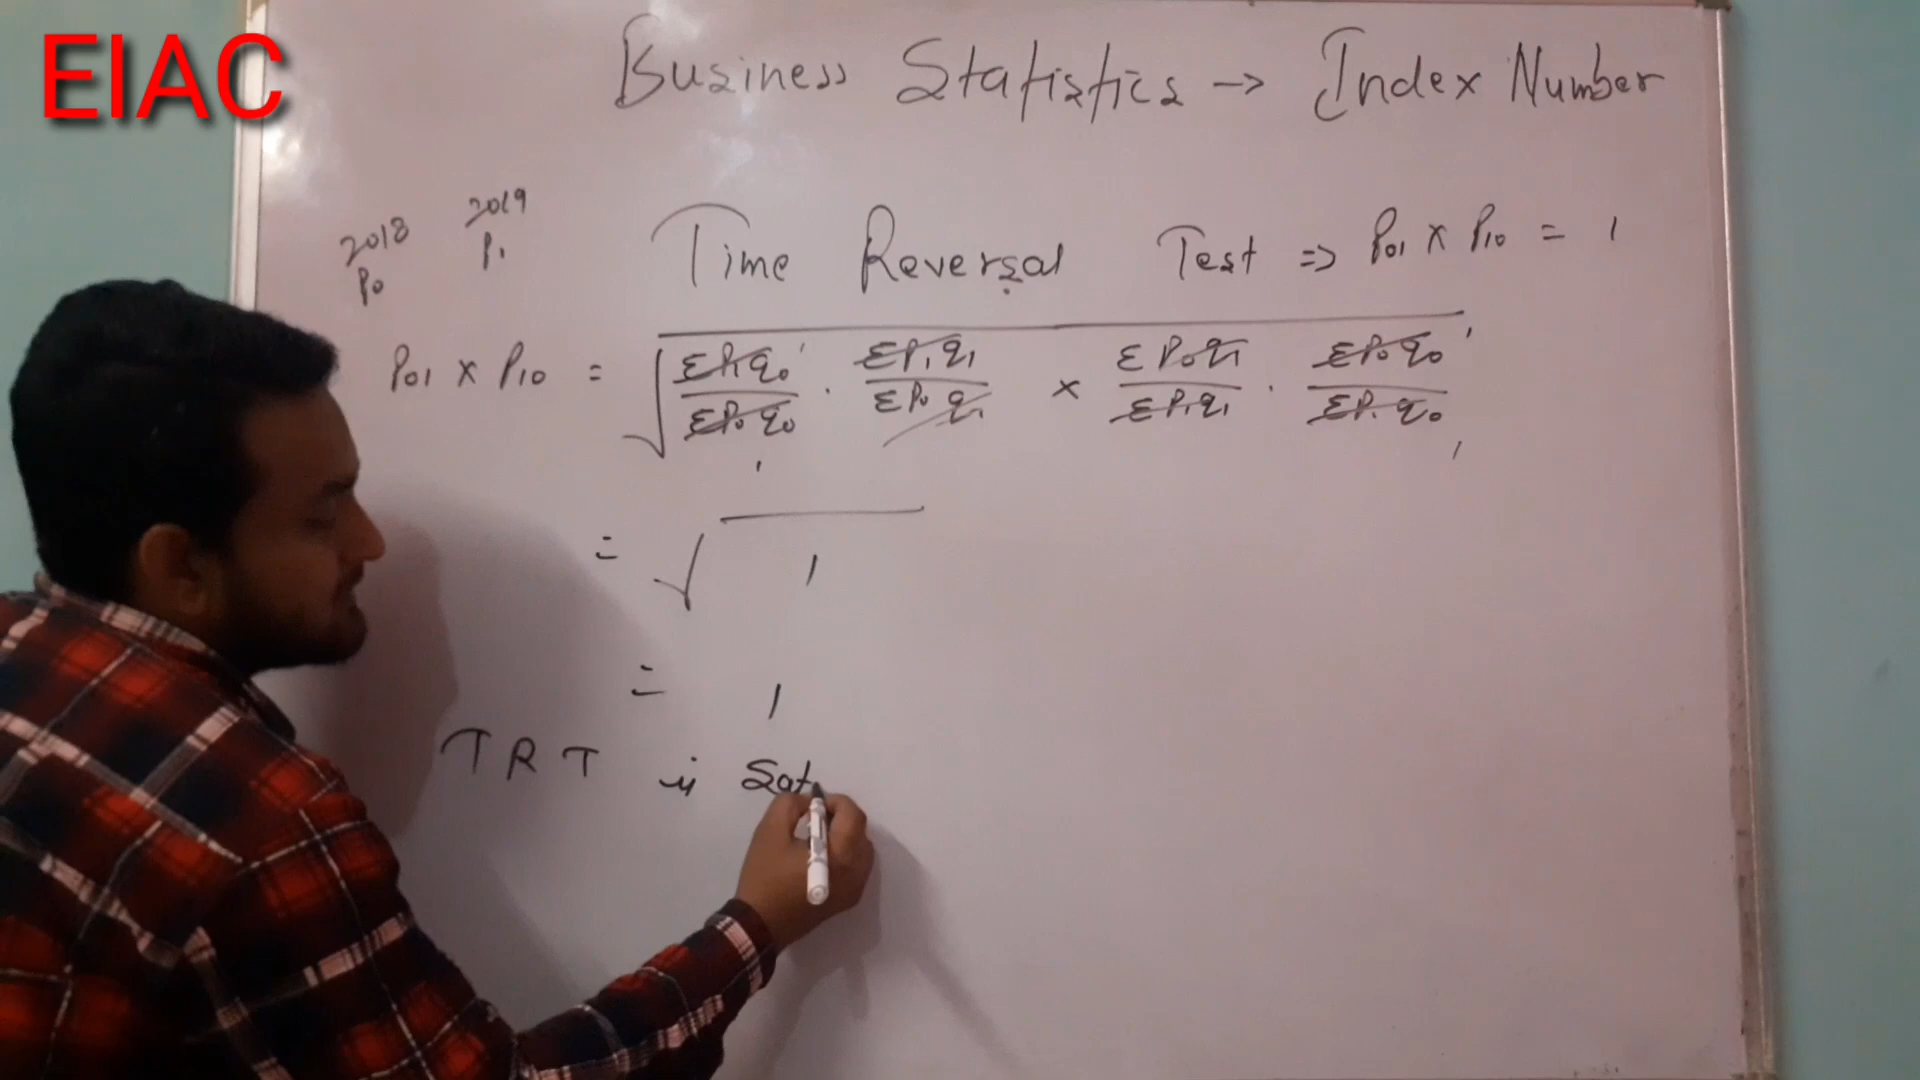 EIAC
Business Statistics → Index Number
2018 2019
P₀ P₁
Time Reversal Test ⇒ P₀₁ × P₁₀ = 1
P₀₁ × P₁₀ = √( ΣP₁q₀/ΣP₀q₀ · ΣP₁q₁/ΣP₀q₁ × ΣP₀q₁/ΣP₁q₁ · ΣP₀q₀/ΣP₁q₀ )
= √1
= 1
TRT is Sat